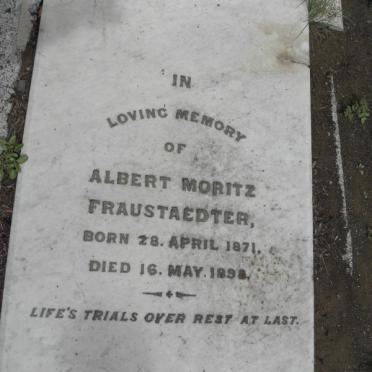 IN
LOVING MEMORY
OF
ALBERT MORITZ
FRAUSTAEDTER,
BORN 28. APRIL 1871.
DIED 16. MAY. 1898.
LIFE'S TRIALS OVER REST AT LAST.